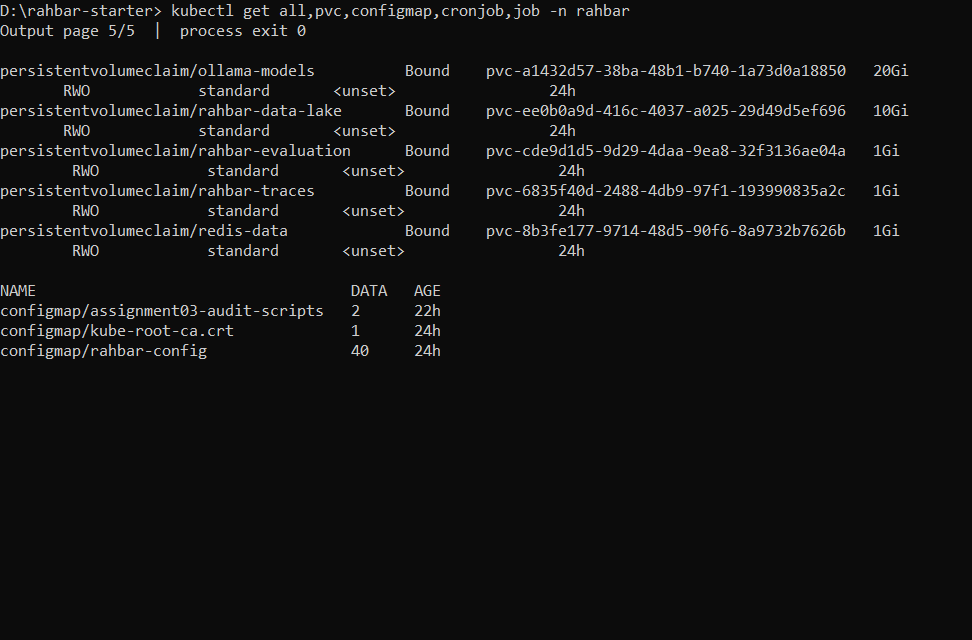 D:\rahbar-starter> kubectl get all,pvc,configmap,cronjob,job -n rahbar
Output page 5/5  |  process exit 0
persistentvolumeclaim/ollama-models          Bound    pvc-a1432d57-38ba-48b1-b740-1a73d0a18850   20Gi
       RWO            standard       <unset>                 24h
persistentvolumeclaim/rahbar-data-lake       Bound    pvc-ee0b0a9d-416c-4037-a025-29d49d5ef696   10Gi
       RWO            standard       <unset>                 24h
persistentvolumeclaim/rahbar-evaluation      Bound    pvc-cde9d1d5-9d29-4daa-9ea8-32f3136ae04a   1Gi
        RWO            standard       <unset>                 24h
persistentvolumeclaim/rahbar-traces          Bound    pvc-6835f40d-2488-4db9-97f1-193990835a2c   1Gi
        RWO            standard       <unset>                 24h
persistentvolumeclaim/redis-data             Bound    pvc-8b3fe177-9714-48d5-90f6-8a9732b7626b   1Gi
        RWO            standard       <unset>                 24h
NAME                                   DATA   AGE
configmap/assignment03-audit-scripts   2      22h
configmap/kube-root-ca.crt             1      24h
configmap/rahbar-config                40     24h